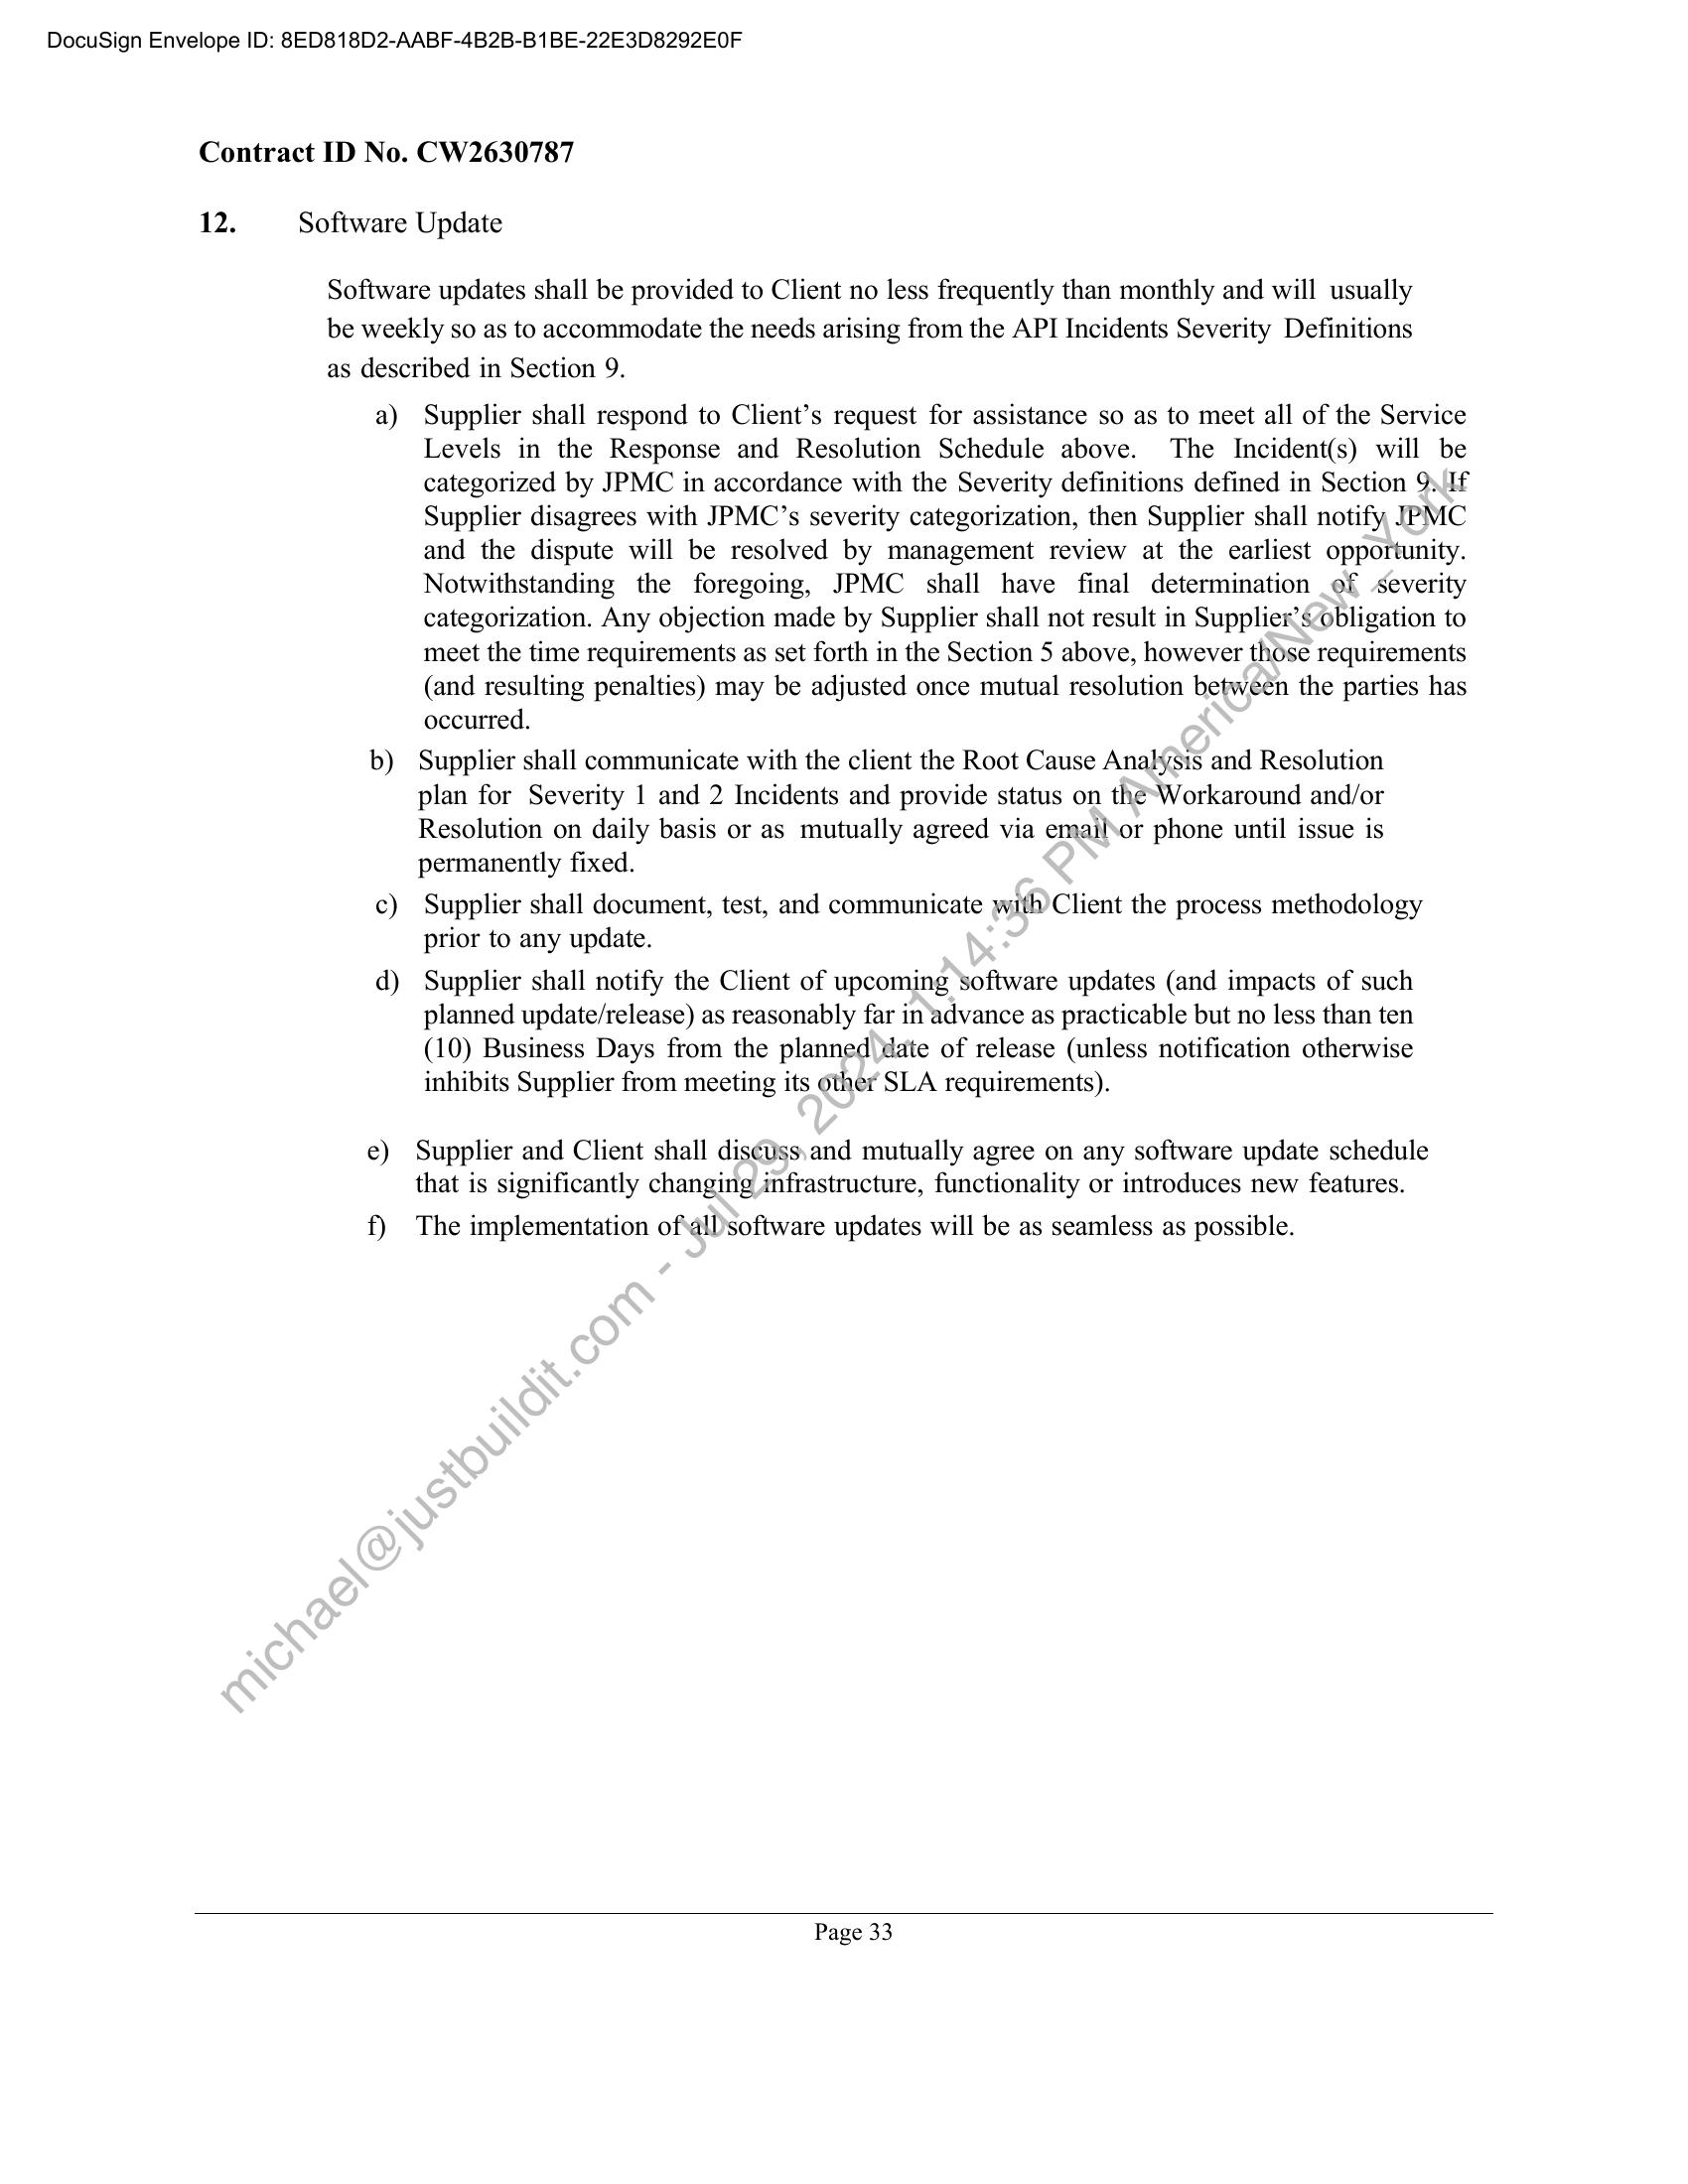 DocuSign Envelope ID: 8ED818D2-AABF-4B2B-B1BE-22E3D8292E0F
Contract ID No. CW2630787
12. Software Update
Software updates shall be provided to Client no less frequently than monthly and will usually
be weekly so as to accommodate the needs arising from the API Incidents Severity Definitions
as described in Section 9.
a) Supplier shall respond to Client’s request for assistance so as to meet all of the Service
Levels in the Response and Resolution Schedule above. The Incident(s) will be
categorized by JPMC in accordance with the Severity definitions defined in Section 9. If
Supplier disagrees with JPMC’s severity categorization, then Supplier shall notify JPMC
and the dispute will be resolved by management review at the earliest opportunity.
Notwithstanding the foregoing, JPMC shall have final determination of severity
categorization. Any objection made by Supplier shall not result in Supplier’s obligation to
meet the time requirements as set forth in the Section 5 above, however those requirements
(and resulting penalties) may be adjusted once mutual resolution between the parties has
occurred.
b) Supplier shall communicate with the client the Root Cause Analysis and Resolution
plan for Severity 1 and 2 Incidents and provide status on the Workaround and/or
Resolution on daily basis or as mutually agreed via email or phone until issue is
permanently fixed.
c) Supplier shall document, test, and communicate with Client the process methodology
prior to any update.
d) Supplier shall notify the Client of upcoming software updates (and impacts of such
planned update/release) as reasonably far in advance as practicable but no less than ten
(10) Business Days from the planned date of release (unless notification otherwise
inhibits Supplier from meeting its other SLA requirements).
e) Supplier and Client shall discuss and mutually agree on any software update schedule
that is significantly changing infrastructure, functionality or introduces new features.
f) The implementation of all software updates will be as seamless as possible.
michael@justbuildit.com - Jul 29, 2024, 1:14:36 PM America/New_York
Page 33